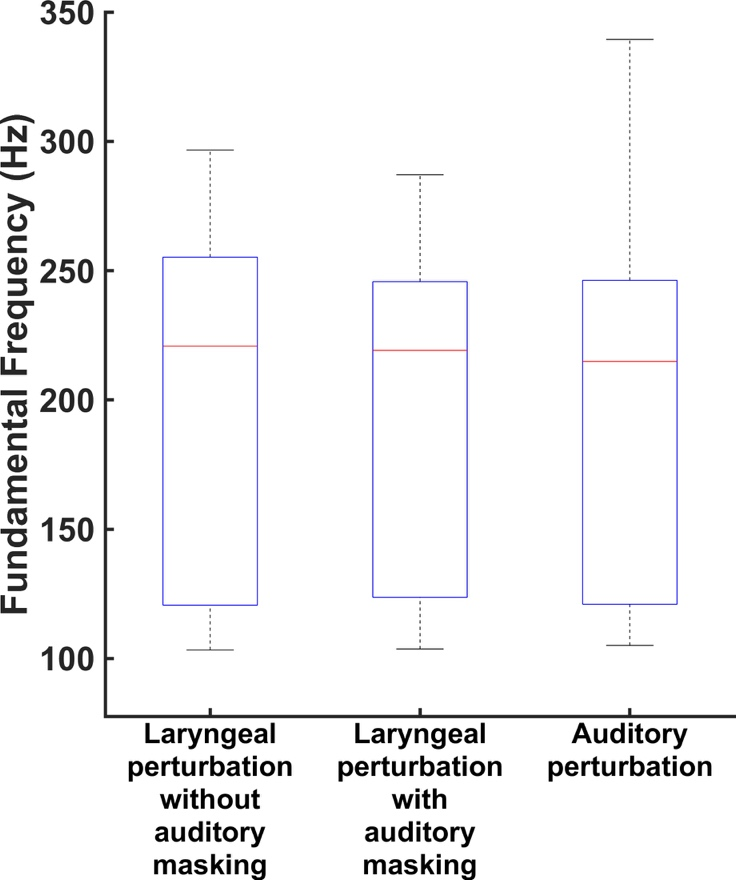 Fundamental Frequency (Hz)
350
300
250
200
150
100
Laryngeal
perturbation
without
auditory
masking
Laryngeal
perturbation
with
auditory
masking
Auditory
perturbation